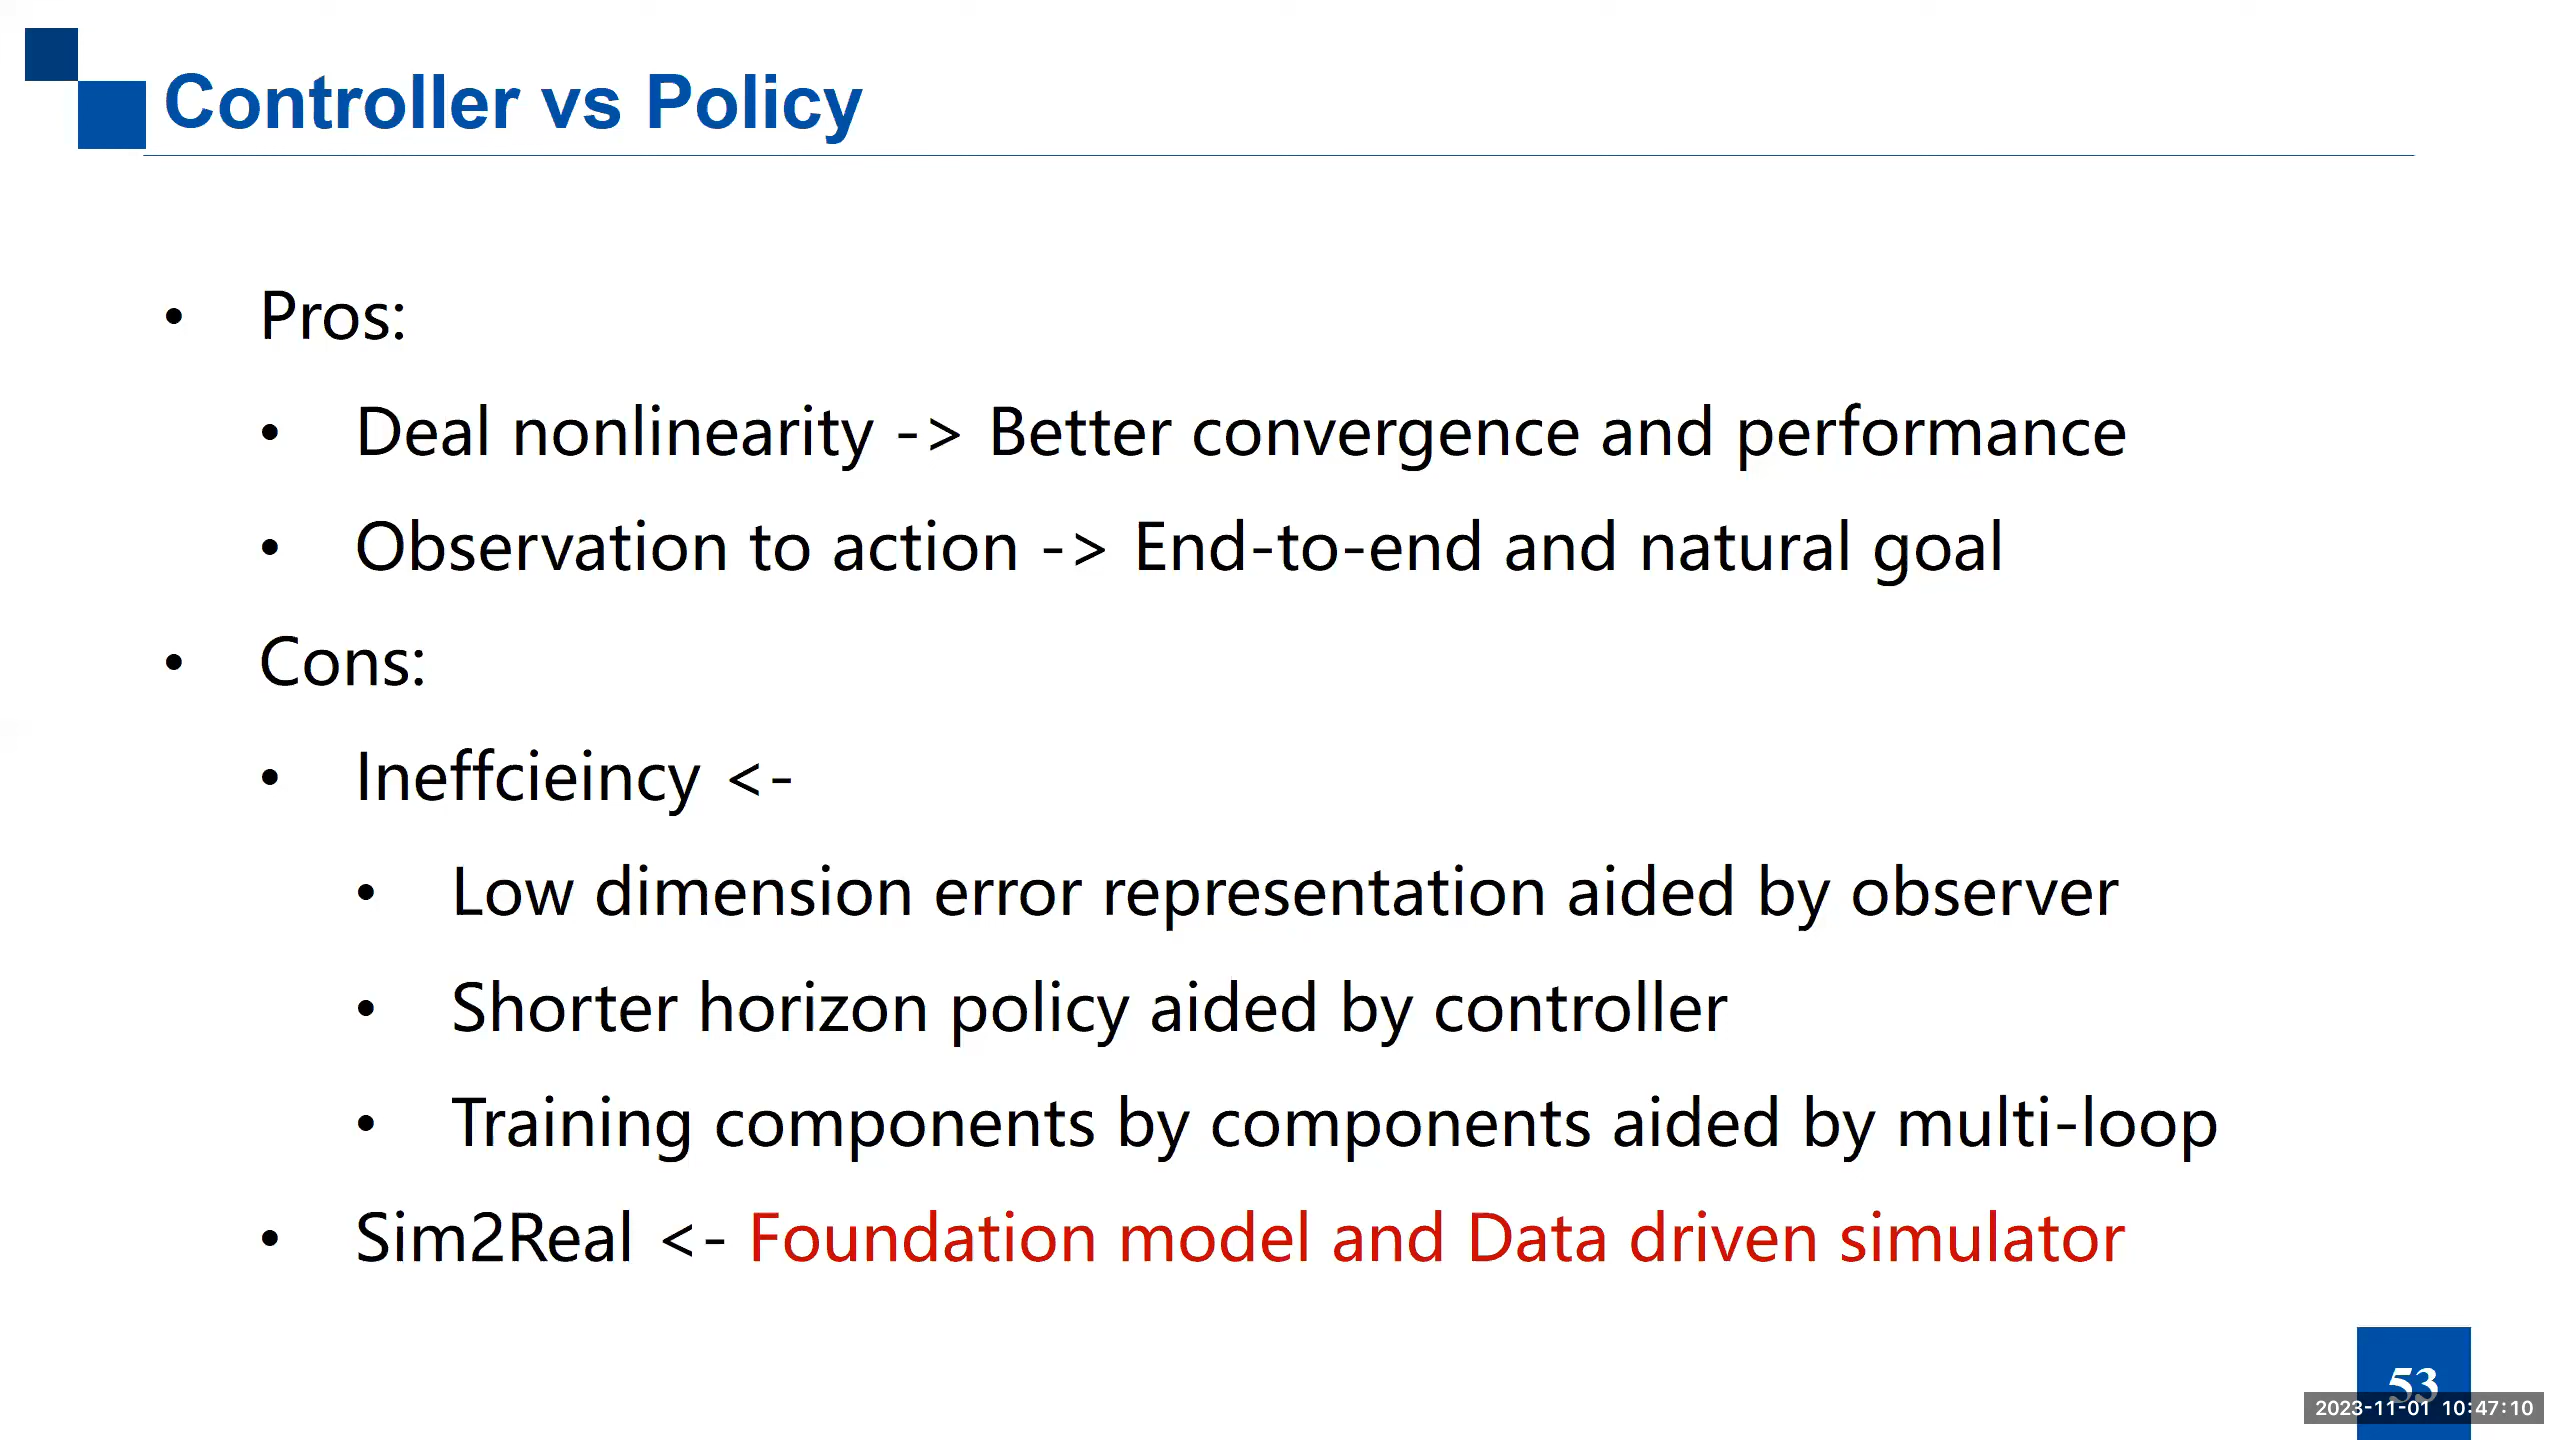 Controller vs Policy
• Pros:
• Deal nonlinearity -> Better convergence and performance
• Observation to action -> End-to-end and natural goal
• Cons:
• Ineffcieincy <-
• Low dimension error representation aided by observer
• Shorter horizon policy aided by controller
• Training components by components aided by multi-loop
• Sim2Real <- Foundation model and Data driven simulator
53
2023-11-01 10:47:10